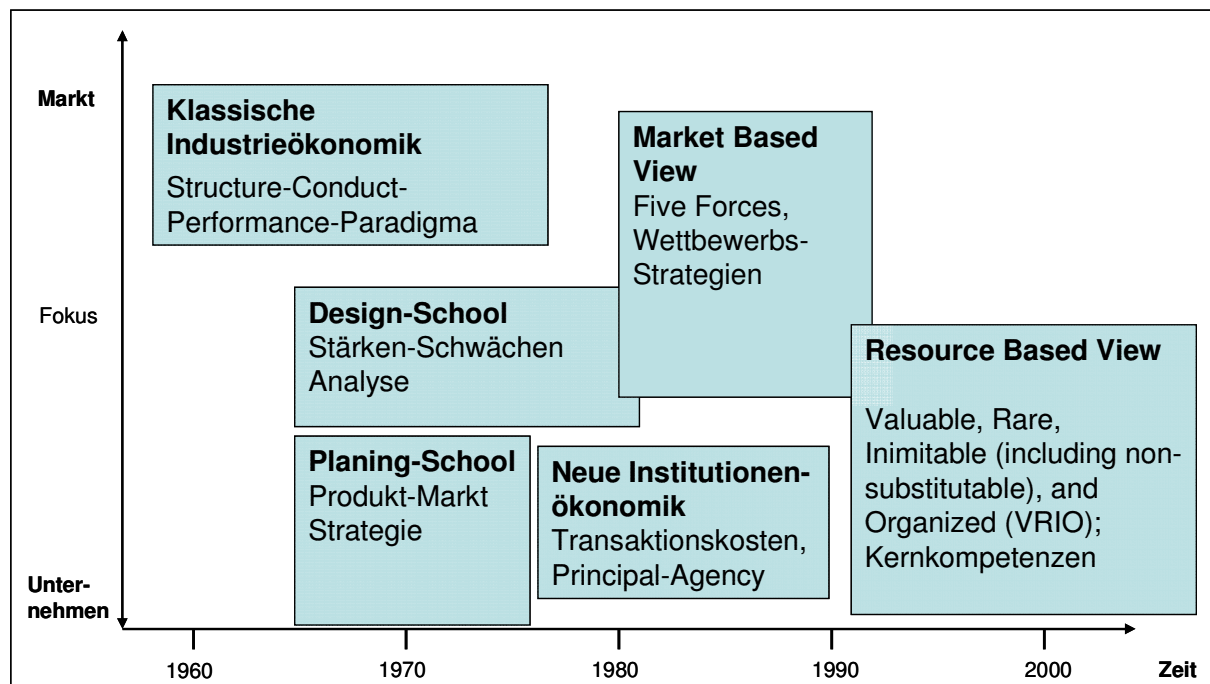 Markt
Klassische
Industrieökonomik
Structure-Conduct-
Performance-Paradigma
Market Based
View
Five Forces,
Wettbewerbs-
Strategien
Fokus
Design-School
Stärken-Schwächen
Analyse
Resource Based View
Valuable, Rare,
Inimitable (including non-
substitutable), and
Organized (VRIO);
Kernkompetenzen
Planing-School
Produkt-Markt
Strategie
Neue Institutionen-
ökonomik
Transaktionskosten,
Principal-Agency
Unter-
nehmen
1960 1970 1980 1990 2000 Zeit